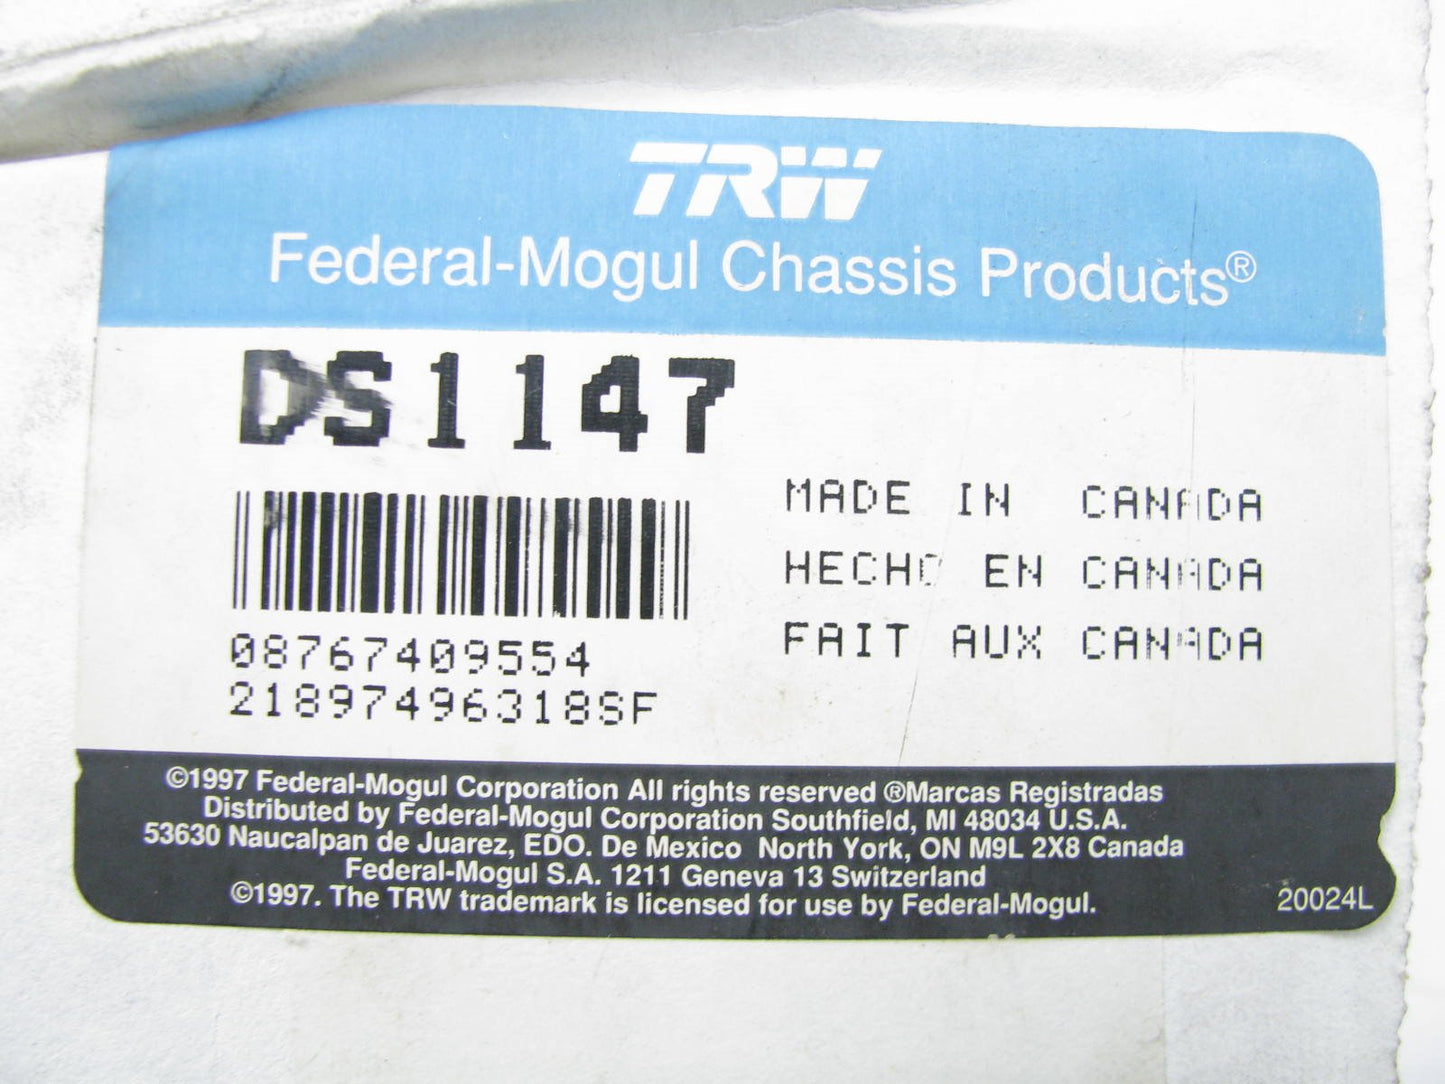 TRW
Federal-Mogul Chassis Products®
DS1147
MADE IN CANADA
HECHO EN CANADA
FAIT AUX CANADA
08767409554
21897496318SF
©1997 Federal-Mogul Corporation All rights reserved ®Marcas Registradas
Distributed by Federal-Mogul Corporation Southfield, MI 48034 U.S.A.
53630 Naucalpan de Juarez, EDO. De Mexico North York, ON M9L 2X8 Canada
Federal-Mogul S.A. 1211 Geneva 13 Switzerland
©1997. The TRW trademark is licensed for use by Federal-Mogul.
20024L